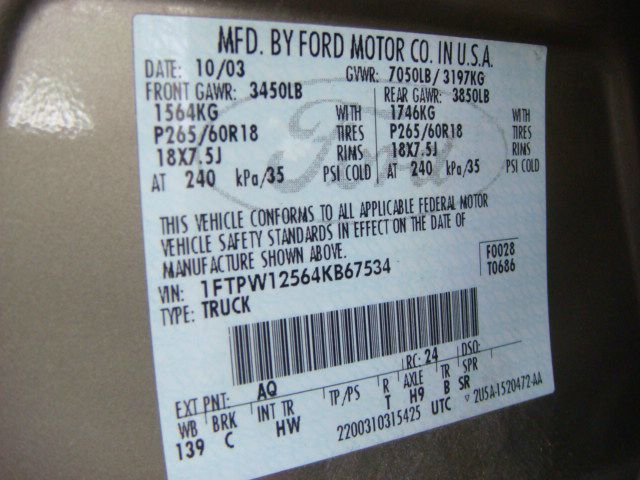 MFD. BY FORD MOTOR CO. IN U.S.A.
DATE: 10/03 GVWR: 7050LB / 3197KG
FRONT GAWR: 3450LB REAR GAWR: 3850LB
1564KG WITH 1746KG WITH
P265/60R18 TIRES P265/60R18 TIRES
18X7.5J RIMS 18X7.5J RIMS
AT 240 kPa/35 PSI COLD AT 240 kPa/35 PSI COLD
Ford
THIS VEHICLE CONFORMS TO ALL APPLICABLE FEDERAL MOTOR
VEHICLE SAFETY STANDARDS IN EFFECT ON THE DATE OF
MANUFACTURE SHOWN ABOVE.
VIN: 1FTPW12564KB67534 F0028
TYPE: TRUCK T0686
EXT PNT: AQ RC: 24 DSO:
WB BRK INT TR TP/PS R AXLE TR SPR
139 C HW T H9 B SR
2200310315425 UTC ▽ 2U5A-1520472-AA